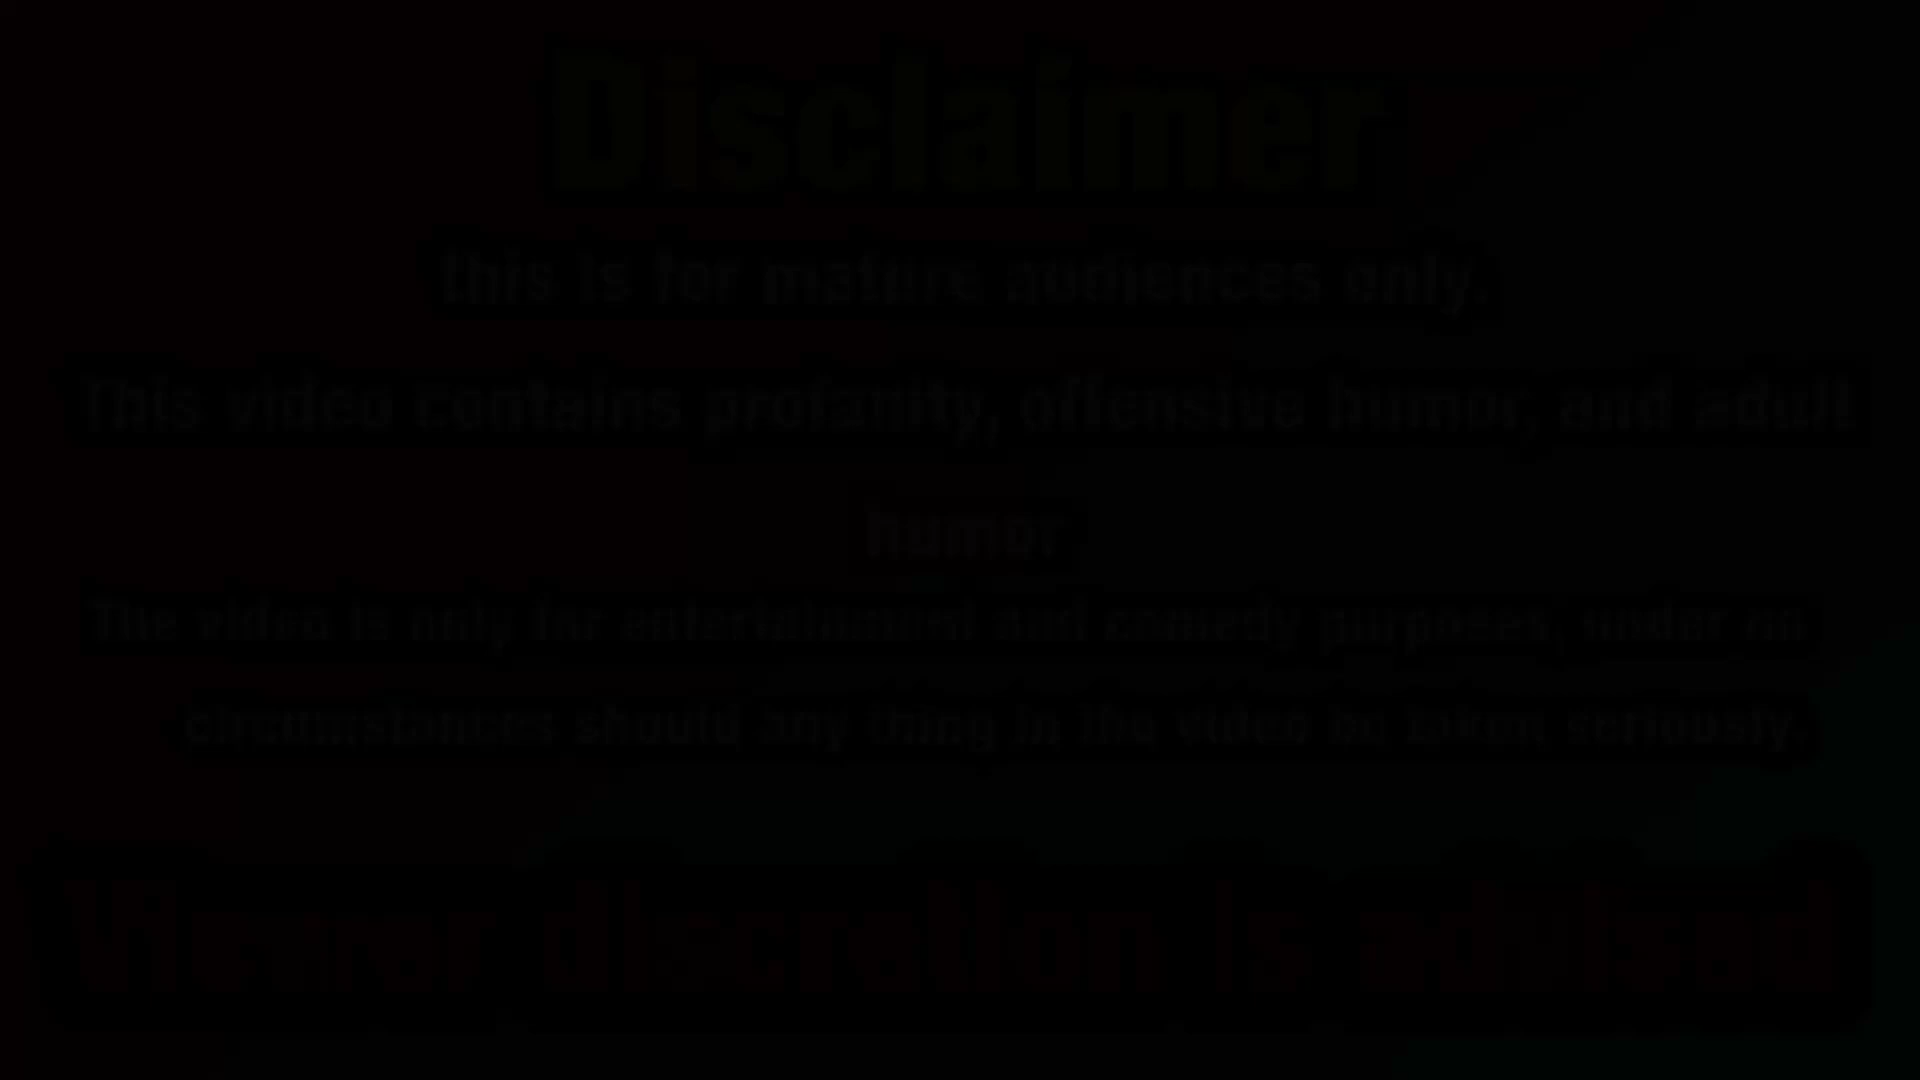 Disclaimer
this is for mature audiences only.
This video contains profanity, offensive humor, and adult
humor
The video is only for entertainment and comedy purposes, under no
circumstances should any thing in the video be taken seriously.
Viewer discretion is advised